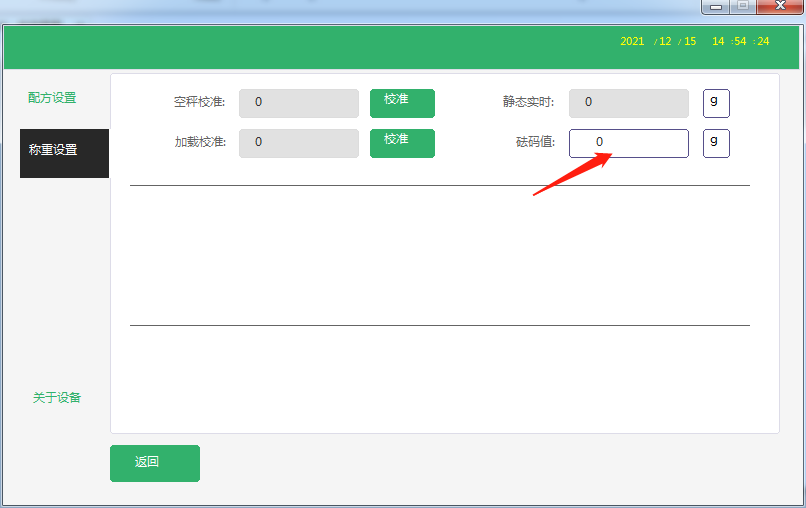 2021 / 12 / 15 14 : 54 : 24
配方设置
称重设置
关于设备
空秤校准: 0 校准
静态实时: 0 g
加载校准: 0 校准
砝码值: 0 g
返回